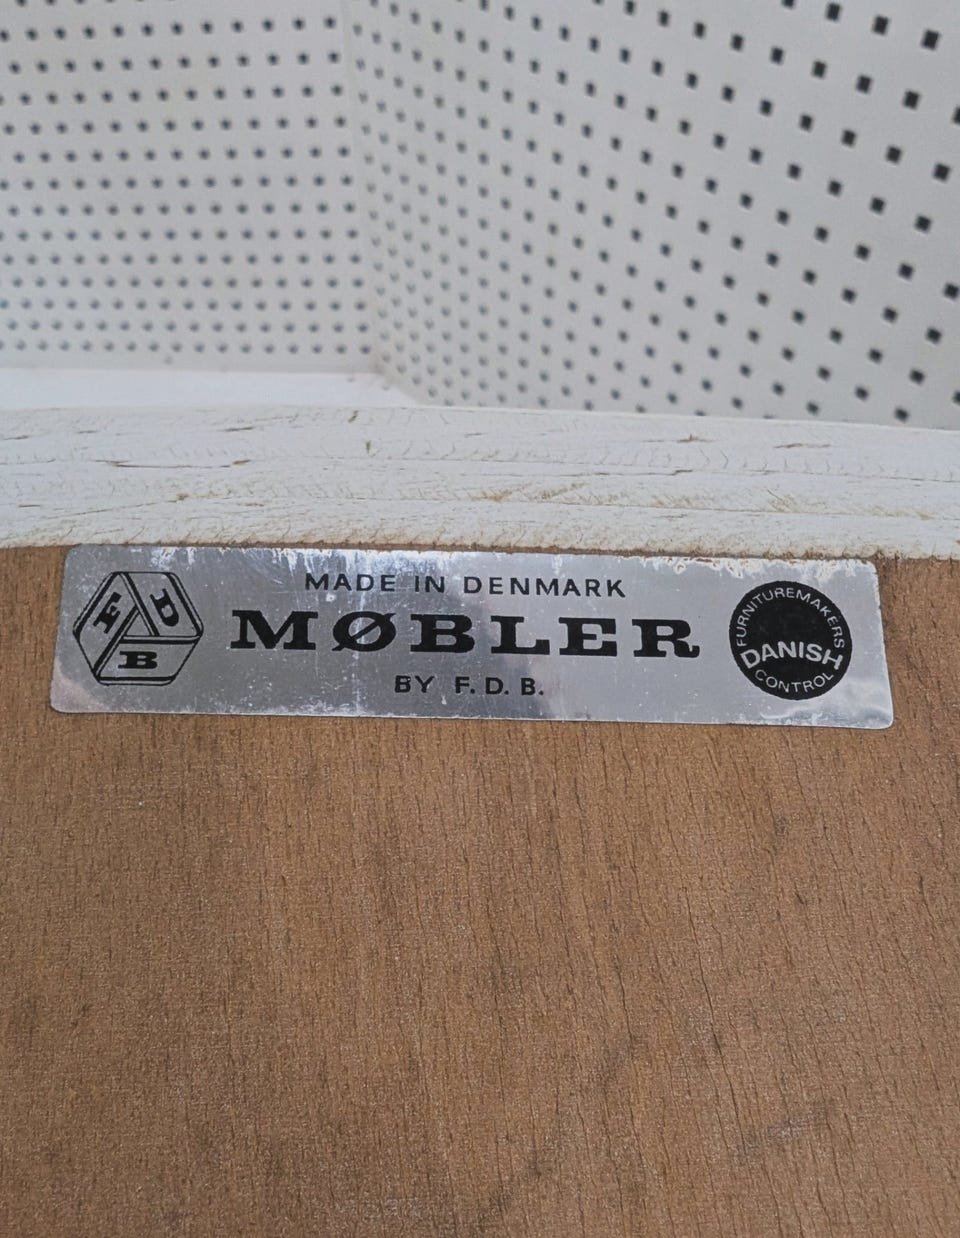 F
D
B
MADE IN DENMARK
MØBLER
BY F. D. B.
FURNITUREMAKERS
DANISH
CONTROL